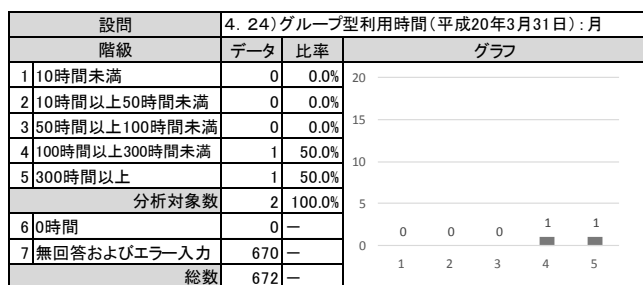 設問 4．24）グループ型利用時間（平成20年3月31日）：月
階級 データ 比率 グラフ
1 10時間未満 0 0.0%
2 10時間以上50時間未満 0 0.0%
3 50時間以上100時間未満 0 0.0%
4 100時間以上300時間未満 1 50.0%
5 300時間以上 1 50.0%
分析対象数 2 100.0%
6 0時間 0 －
7 無回答およびエラー入力 670 －
総数 672 －
20
15
10
5
0
0 0 0 1 1
1 2 3 4 5